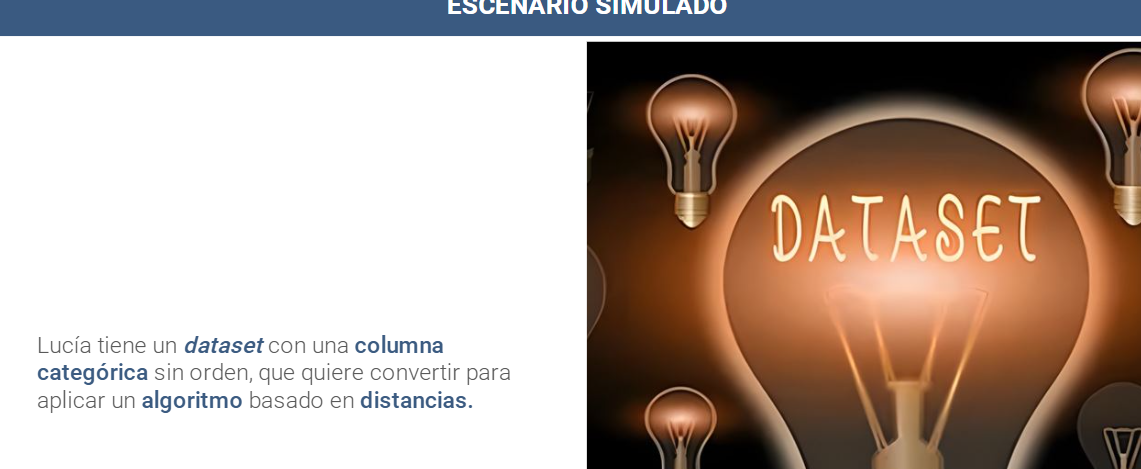 ESCENARIO SIMULADO
DATASET
Lucía tiene un dataset con una columna
categórica sin orden, que quiere convertir para
aplicar un algoritmo basado en distancias.